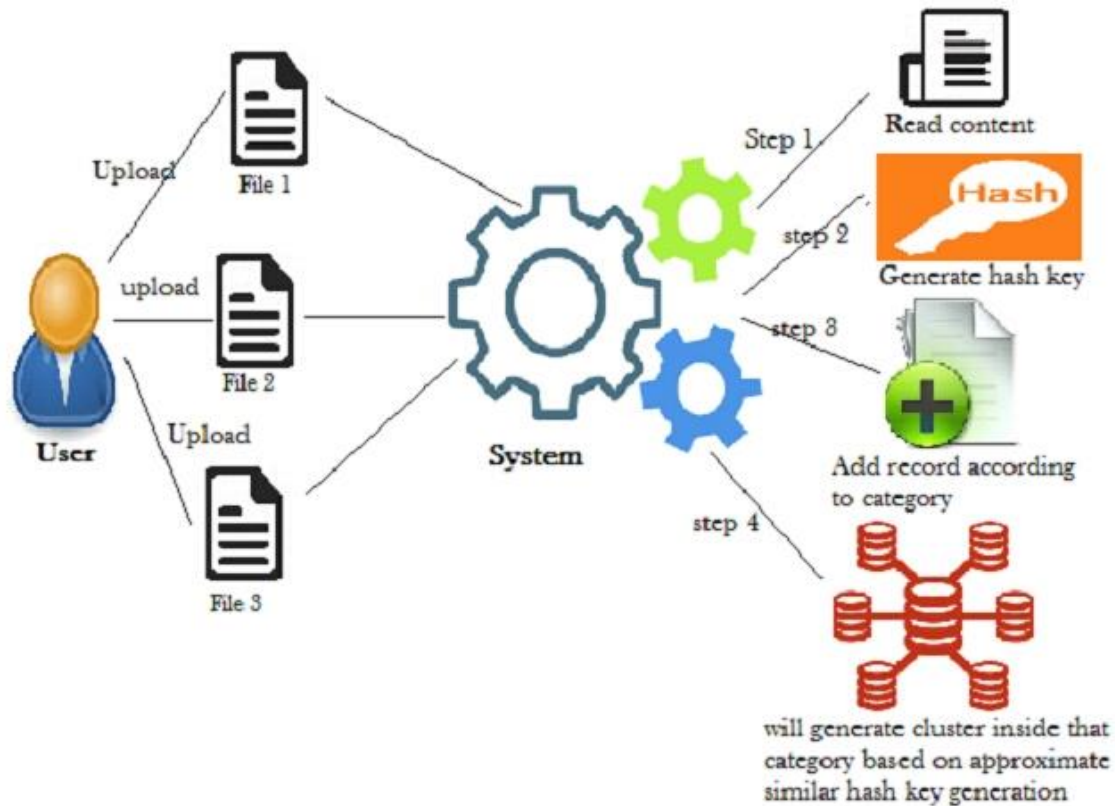 Upload
File 1
upload
File 2
Upload
File 3
User
System
Step 1
Read content
step 2
Hash
Generate hash key
step 3
Add record according
to category
step 4
will generate cluster inside that
category based on approximate
similar hash key generation